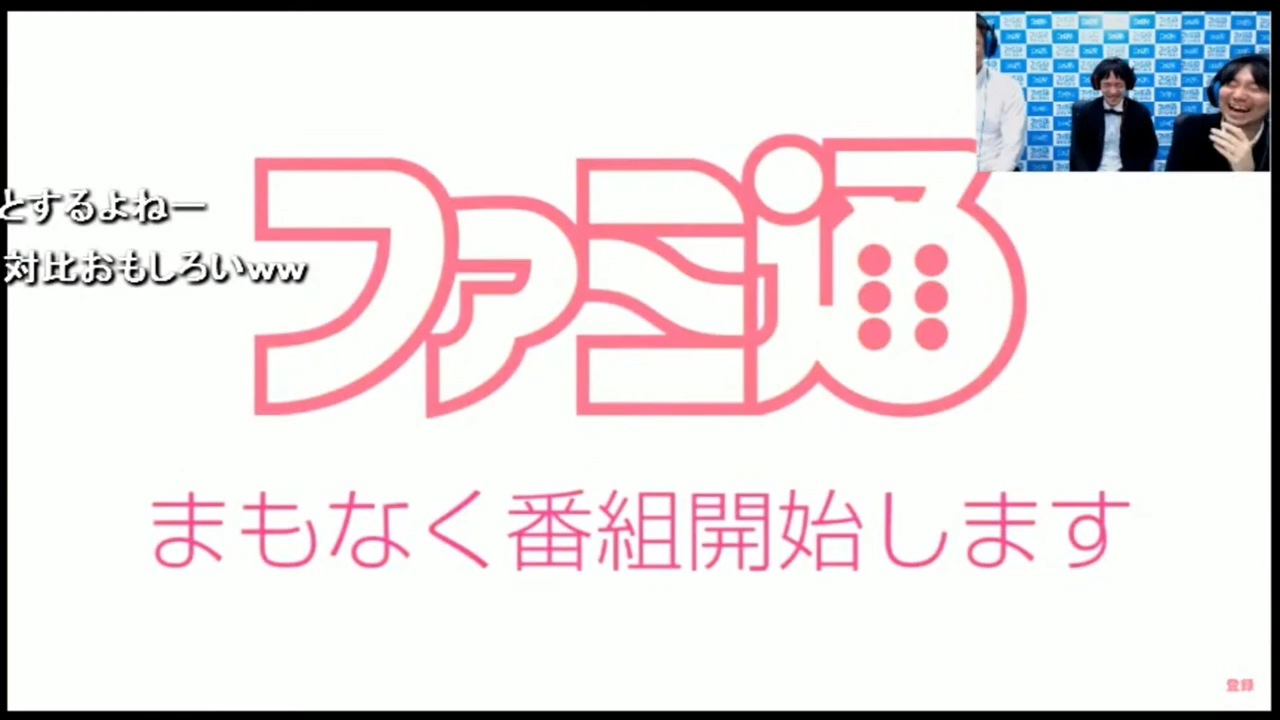 とするよねー
対比おもしろいww
ファミ通
まもなく番組開始します
登録